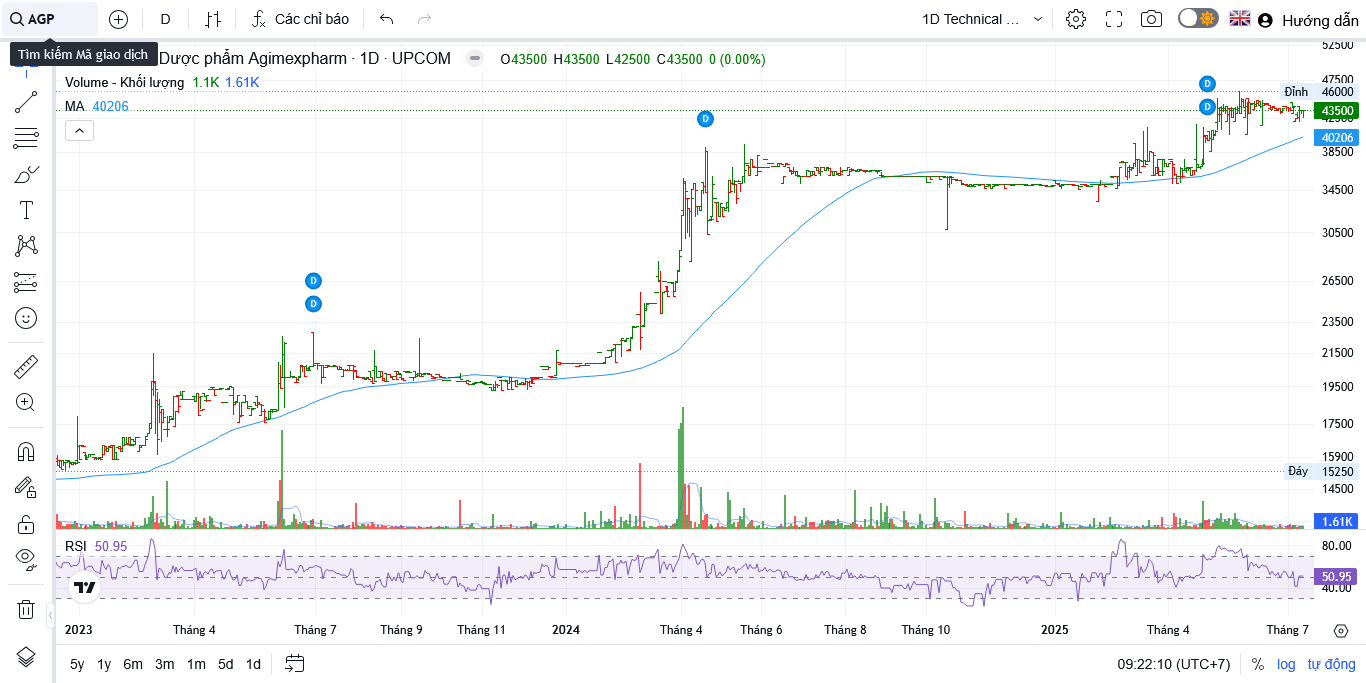 AGP
D
Các chỉ báo
1D Technical ...
Hướng dẫn
Tìm kiếm Mã giao dịch
Dược phẩm Agimexpharm · 1D · UPCOM
O43500 H43500 L42500 C43500 0 (0.00%)
Volume - Khối lượng 1.1K 1.61K
MA 40206
52500
47500
Đỉnh 46000
43500
42500
40206
38500
34500
30500
26500
23500
21500
19500
17500
15900
Đáy 15250
14500
1.61K
D
D
D
D
D
RSI 50.95
80.00
50.95
40.00
2023 Tháng 4 Tháng 7 Tháng 9 Tháng 11 2024 Tháng 4 Tháng 6 Tháng 8 Tháng 10 2025 Tháng 4 Tháng 7
5y 1y 6m 3m 1m 5d 1d
09:22:10 (UTC+7) % log tự động